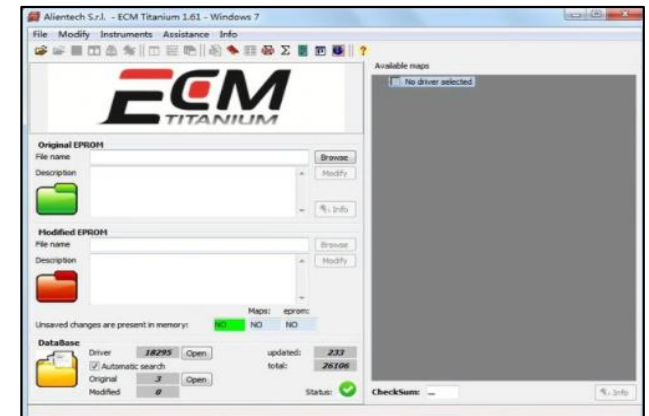 Alientech S.r.l. - ECM Titanium 1.61 - Windows 7
File Modify Instruments Assistance Info
Available maps
No driver selected
ECM
TITANIUM
Original EPROM
File name Browse
Description Modify
Info
Modified EPROM
File name Browse
Description Modify
Maps: eprom:
Unsaved changes are present in memory: NO NO NO
DataBase
Driver 18295 Open updated: 233
Automatic search total: 26106
Original 3 Open
Modified 0 Status:
CheckSum: ... Info